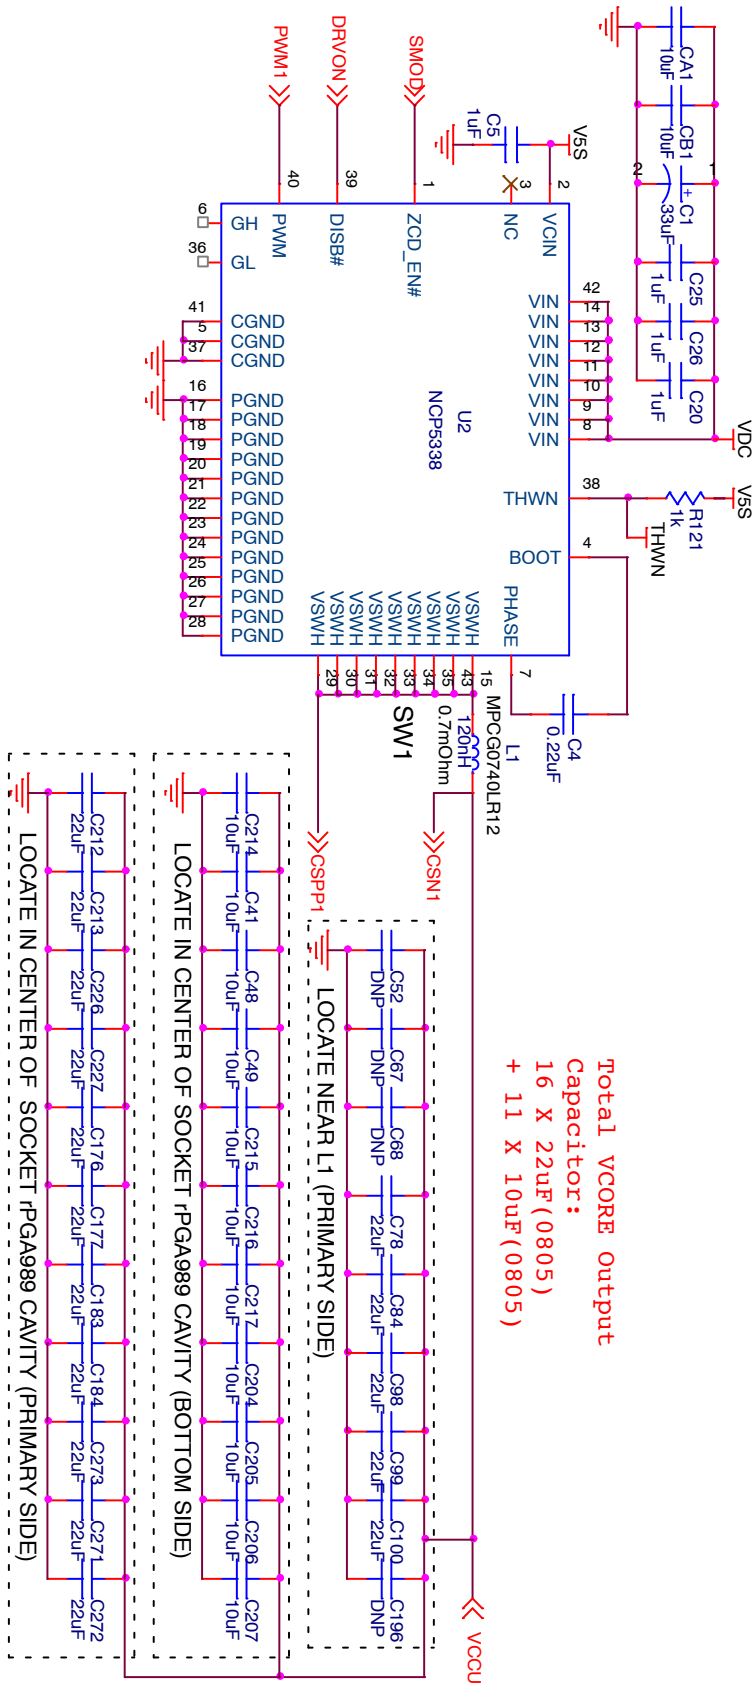 CA1
10uF
CB1
10uF
1
2
+
C1
33uF
C25
1uF
C26
1uF
C20
1uF
VDC
PWM1
DRVON
SMOD
C5
1uF
V5S
40
39
1
3
2
PWM
DISB#
ZCD_EN#
NC
VCIN
6
GH
36
GL
41
CGND
5
CGND
37
CGND
16
PGND
17
PGND
18
PGND
19
PGND
20
PGND
21
PGND
22
PGND
23
PGND
24
PGND
25
PGND
26
PGND
27
PGND
28
PGND
U2
NCP5338
VIN
42
VIN
14
VIN
13
VIN
12
VIN
11
VIN
10
VIN
9
VIN
8
THWN
38
BOOT
4
V5S
R121
1k
THWN
VSWH
VSWH
VSWH
VSWH
VSWH
VSWH
VSWH
VSWH
VSWH
PHASE
29
30
31
32
33
34
35
43
15
7
SW1
C4
0.22uF
L1
MPCG0740LR12
120nH
0.7mOhm
CSPP1
CSN1
Total VCORE Output
Capacitor:
16 X 22uF(0805)
+ 11 X 10uF(0805)
C52
DNP
C67
DNP
C68
DNP
C78
22uF
C84
22uF
C98
22uF
C99
22uF
C100
22uF
C196
DNP
LOCATE NEAR L1 (PRIMARY SIDE)
VCCU
C214
10uF
C41
10uF
C48
10uF
C49
10uF
C215
10uF
C216
10uF
C217
10uF
C204
10uF
C205
10uF
C206
10uF
C207
10uF
LOCATE IN CENTER OF SOCKET rPGA989 CAVITY (BOTTOM SIDE)
C212
22uF
C213
22uF
C226
22uF
C227
22uF
C176
22uF
C177
22uF
C183
22uF
C184
22uF
C273
22uF
C271
22uF
C272
22uF
LOCATE IN CENTER OF SOCKET rPGA989 CAVITY (PRIMARY SIDE)